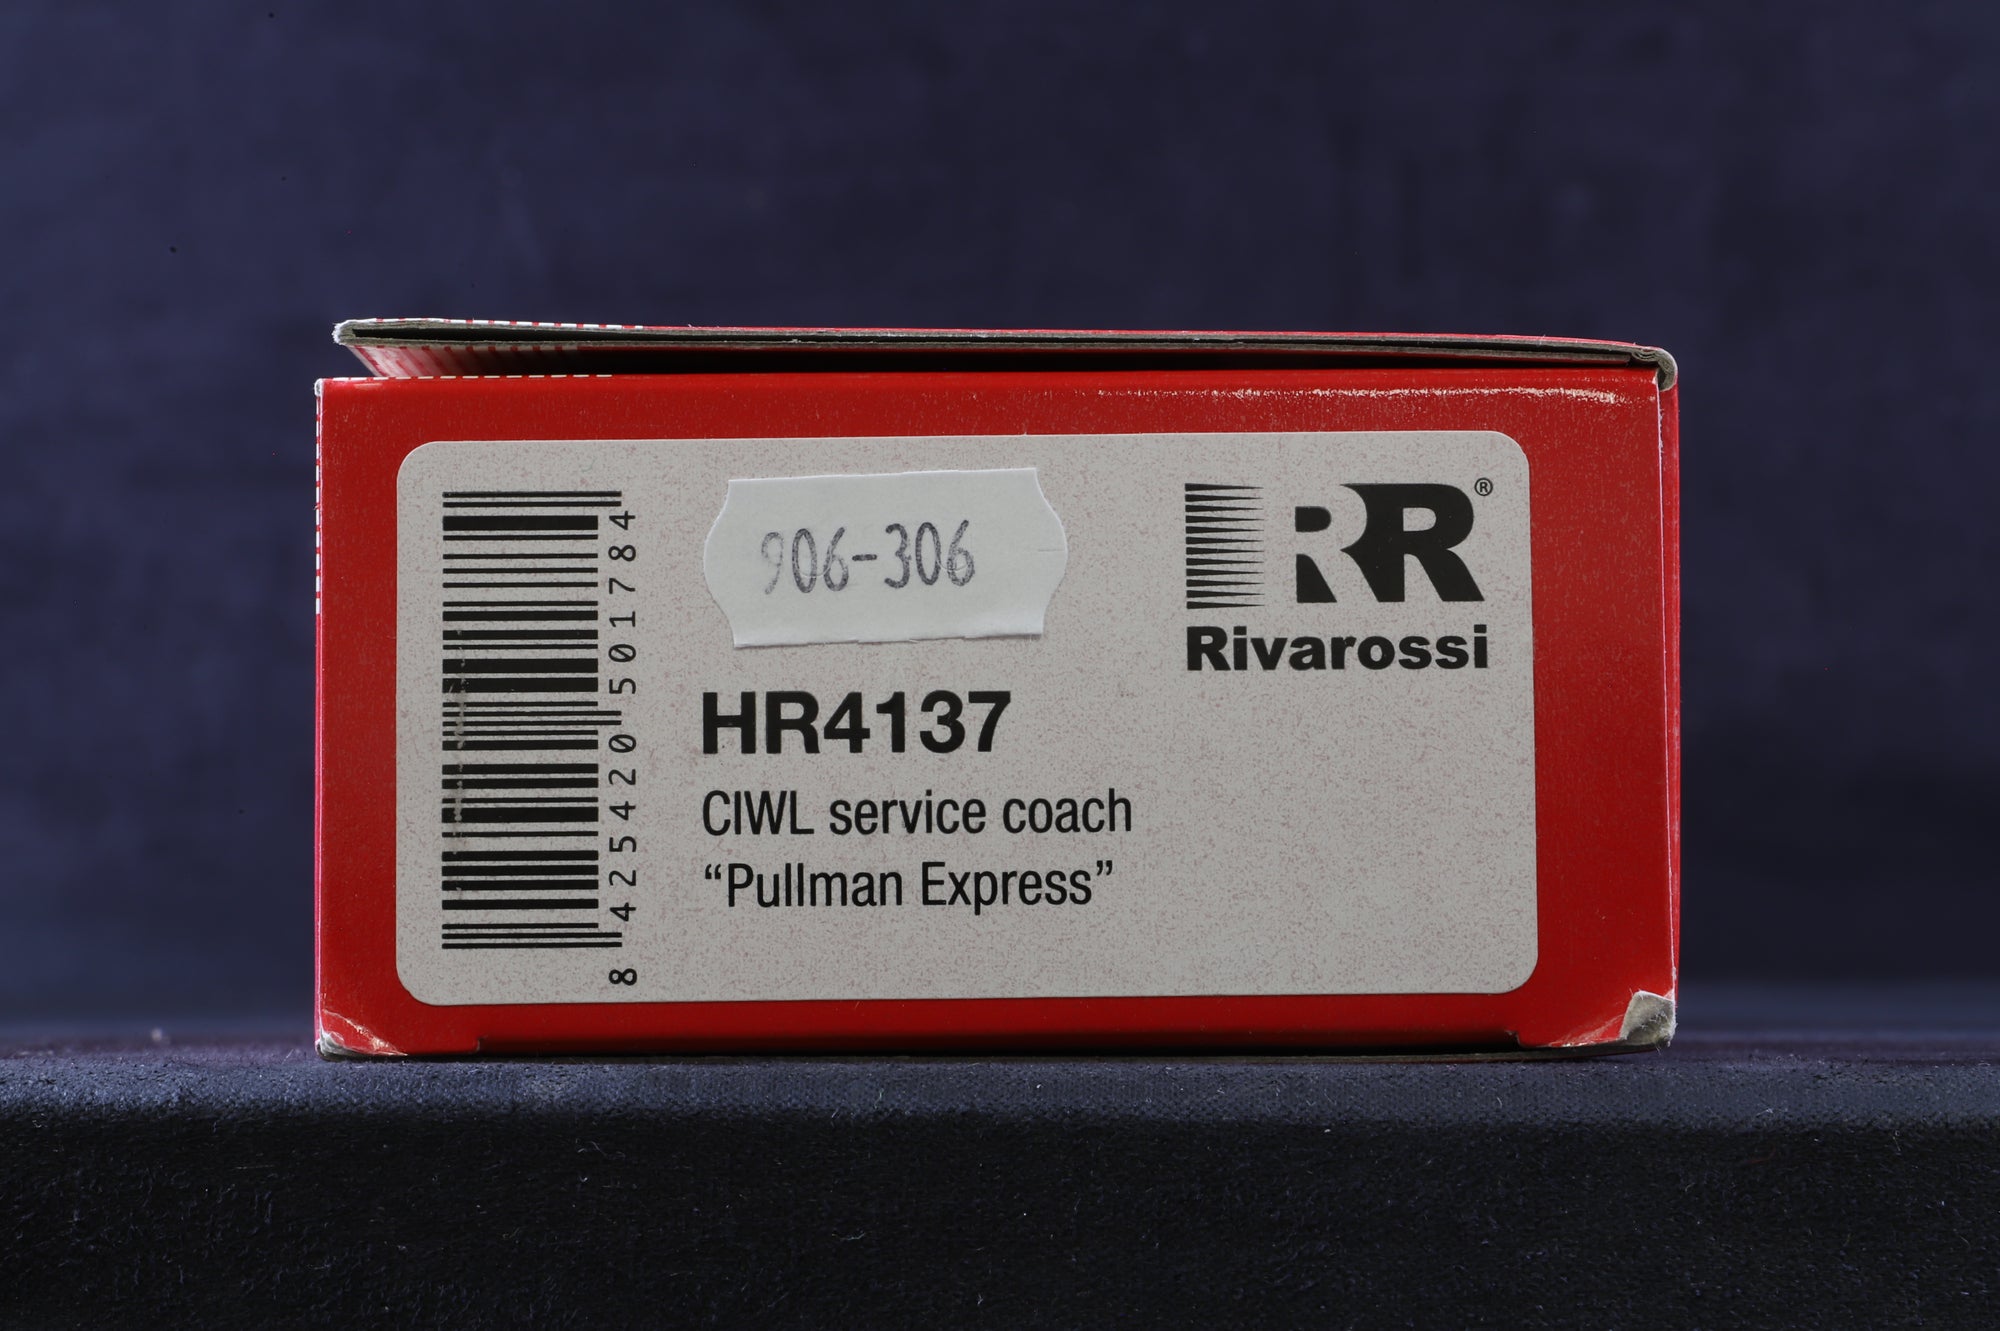 906-306
RR®
Rivarossi
HR4137
CIWL service coach
“Pullman Express”
8 425420 501784